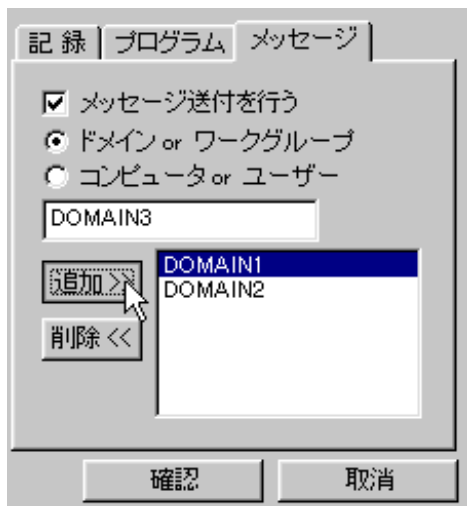 記 録 プログラム メッセージ
メッセージ送付を行う
ドメイン or ワークグループ
コンピュータ or ユーザー
DOMAIN3
追加 >>
DOMAIN1
DOMAIN2
削除 <<
確認 取消